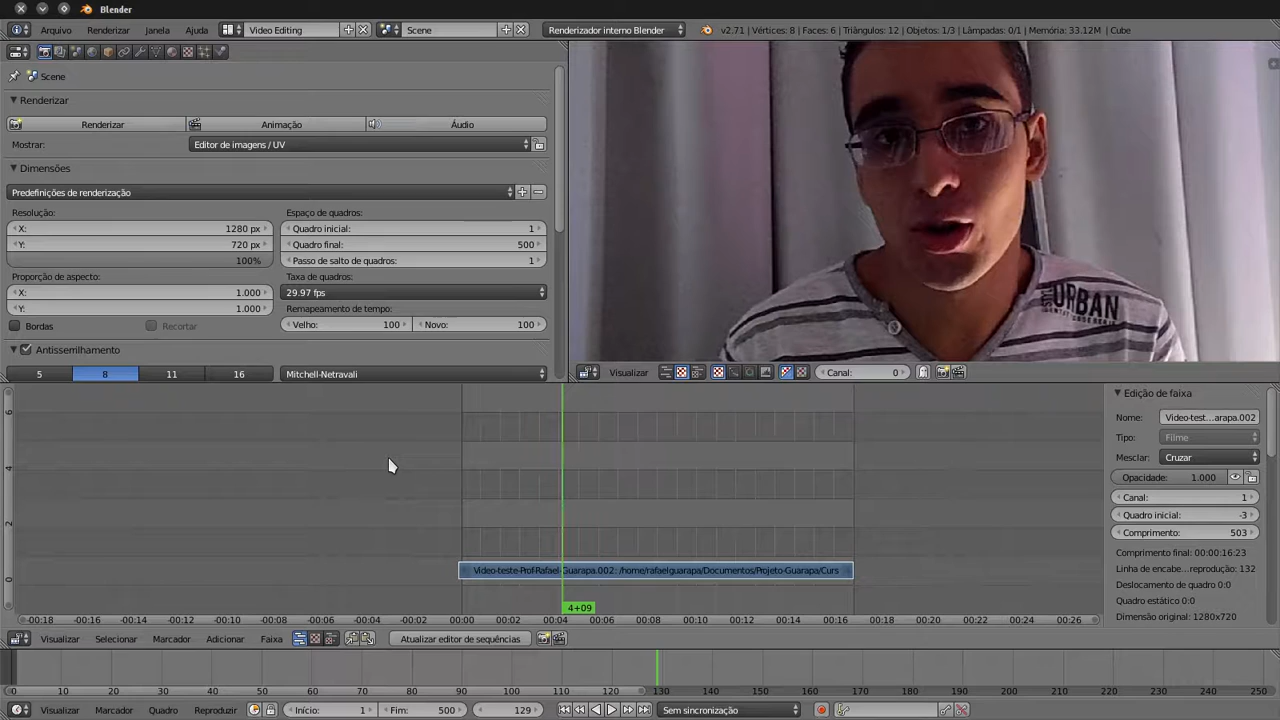 Blender
Arquivo Renderizar Janela Ajuda Video Editing Scene Renderizador interno Blender v2.71 | Vértices: 8 | Faces: 6 | Triângulos: 12 | Objetos: 1/3 | Lâmpadas: 0/1 | Memória: 33.12M | Cube
Scene
Renderizar
Renderizar Animação Áudio
Mostrar: Editor de imagens / UV
Dimensões
Predefinições de renderização
Resolução: Espaço de quadros:
X: 1280 px Quadro inicial: 1
Y: 720 px Quadro final: 500
100% Passo de salto de quadros: 1
Proporção de aspecto: Taxa de quadros:
X: 1.000 29.97 fps
Y: 1.000 Remapeamento de tempo:
Bordas Recortar Velho: 100 Novo: 100
Antisserrilhamento
5 8 11 16 Mitchell-Netravali
URBAN
Visualizar Canal: 0
6
4
2
0
Video-teste-ProfRafael-Guarapa.002: /home/rafaelguarapa/Documentos/Projeto-Guarapa/Curs
4+09
-00:18 -00:16 -00:14 -00:12 -00:10 -00:08 -00:06 -00:04 -00:02 00:00 00:02 00:04 00:06 00:08 00:10 00:12 00:14 00:16 00:18 00:20 00:22 00:24 00:26
Edição de faixa
Nome: Video-test...arapa.002
Tipo: Filme
Mesclar: Cruzar
Opacidade: 1.000
Canal: 1
Quadro inicial: -3
Comprimento: 503
Comprimento final: 00:00:16:23
Linha de encabe... reprodução: 132
Deslocamento de quadro 0:0
Quadro estático 0:0
Dimensão original: 1280x720
Visualizar Selecionar Marcador Adicionar Faixa Atualizar editor de sequências
0 10 20 30 40 50 60 70 80 90 100 110 120 130 140 150 160 170 180 190 200 210 220 230 240 250
Visualizar Marcador Quadro Reproduzir Início: 1 Fim: 500 129 Sem sincronização